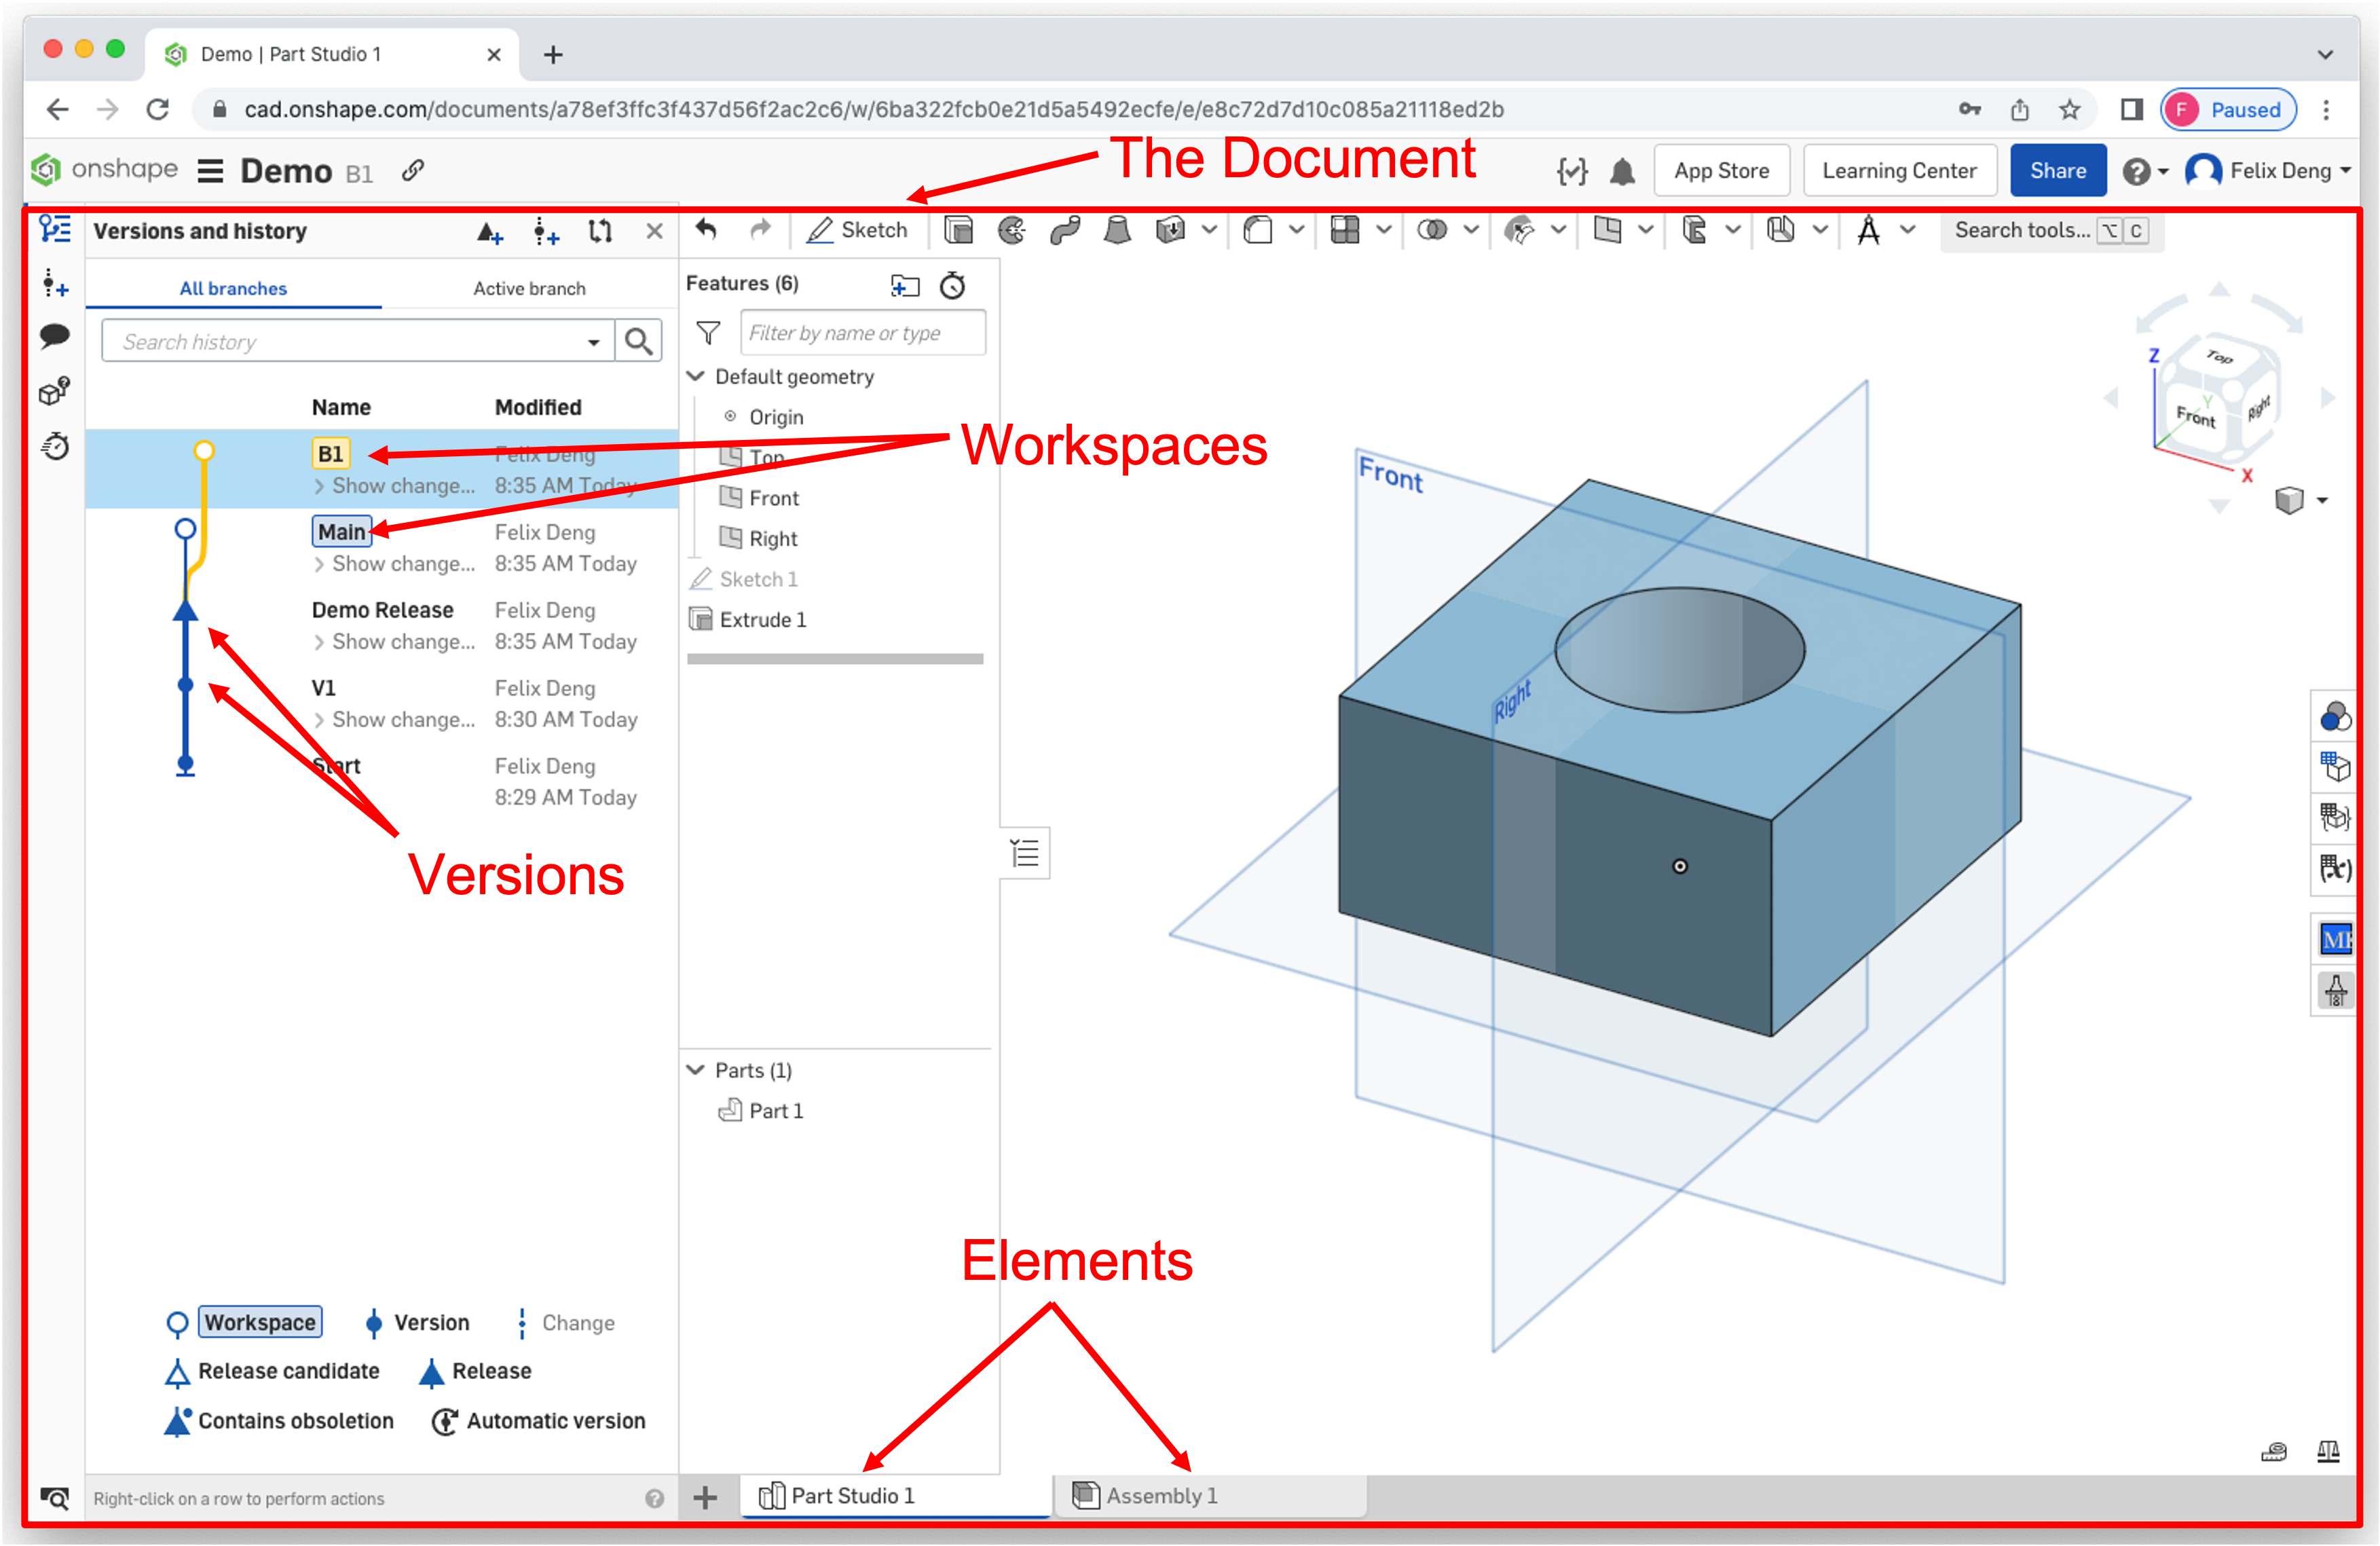 Demo | Part Studio 1
cad.onshape.com/documents/a78ef3ffc3f437d56f2ac2c6/w/6ba322fcb0e21d5a5492ecfe/e/e8c72d7d10c085a21118ed2b
F Paused
The Document
onshape Demo B1
App Store
Learning Center
Share
Felix Deng
Versions and history
Sketch
Search tools... ⌥ C
All branches
Active branch
Search history
Name Modified
B1 Felix Deng
Show change... 8:35 AM Today
Main Felix Deng
Show change... 8:35 AM Today
Demo Release Felix Deng
Show change... 8:35 AM Today
V1 Felix Deng
Show change... 8:30 AM Today
Start Felix Deng
8:29 AM Today
Versions
Workspace Version Change
Release candidate Release
Contains obsoletion Automatic version
Right-click on a row to perform actions
Features (6)
Filter by name or type
Default geometry
Origin
Top
Front
Right
Sketch 1
Extrude 1
Workspaces
Parts (1)
Part 1
Front
Right
Z
Top
Y
Front
Right
X
(x)
Elements
Part Studio 1
Assembly 1